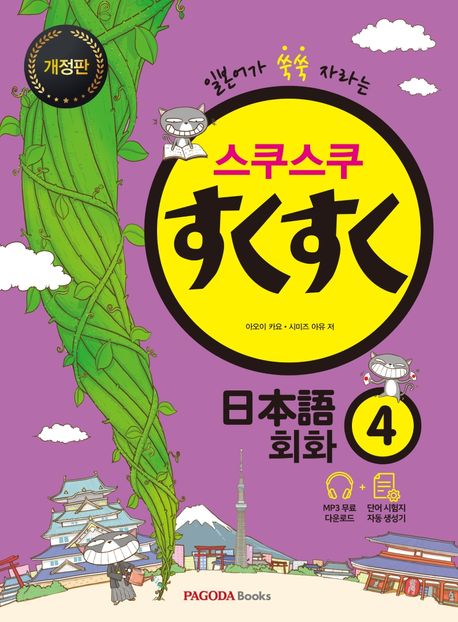 개정판
일본어가 쑥쑥 자라는
스쿠스쿠
すくすく
아오이 카요 • 시미즈 아유 저
日本語
회화
4
MP3 무료
다운로드
+
단어 시험지
자동 생성기
PAGODA Books